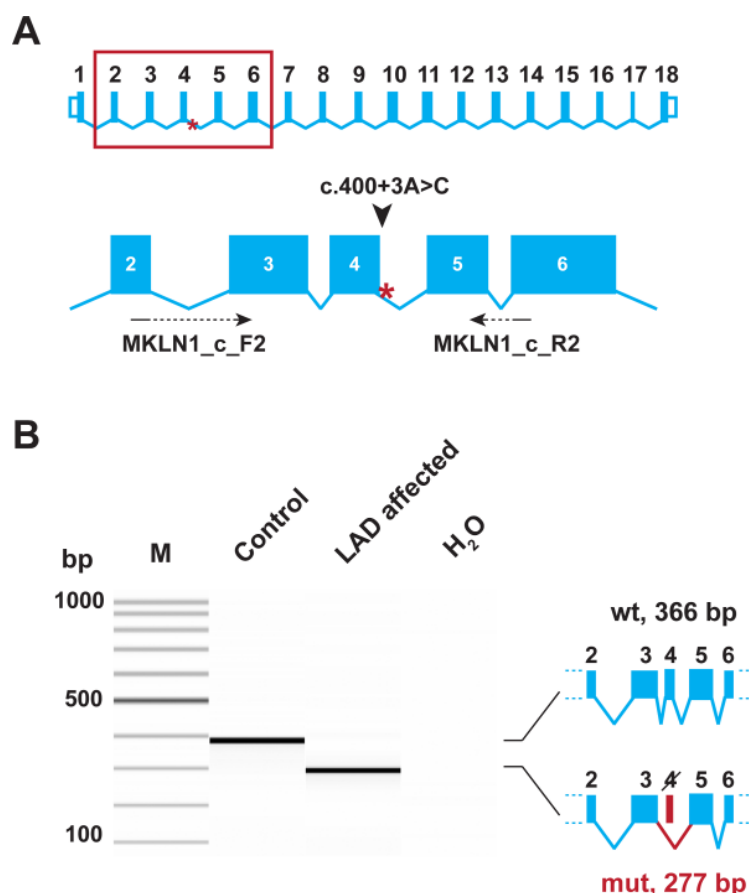 A
1 2 3 4 5 6 7 8 9 10 11 12 13 14 15 16 17 18
*
c.400+3A>C
2 3 4 5 6
*
MKLN1_c_F2 MKLN1_c_R2
B
bp M Control LAD affected H₂O
1000
500
100
wt, 366 bp
2 3 4 5 6
2 3 4 5 6
mut, 277 bp